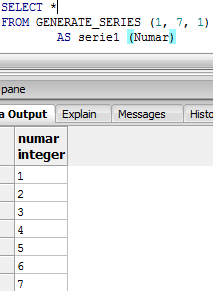 SELECT *
FROM GENERATE_SERIES (1, 7, 1)
AS serie1 (Numar)
pane
Output Explain Messages
numar
integer
1
2
3
4
5
6
7